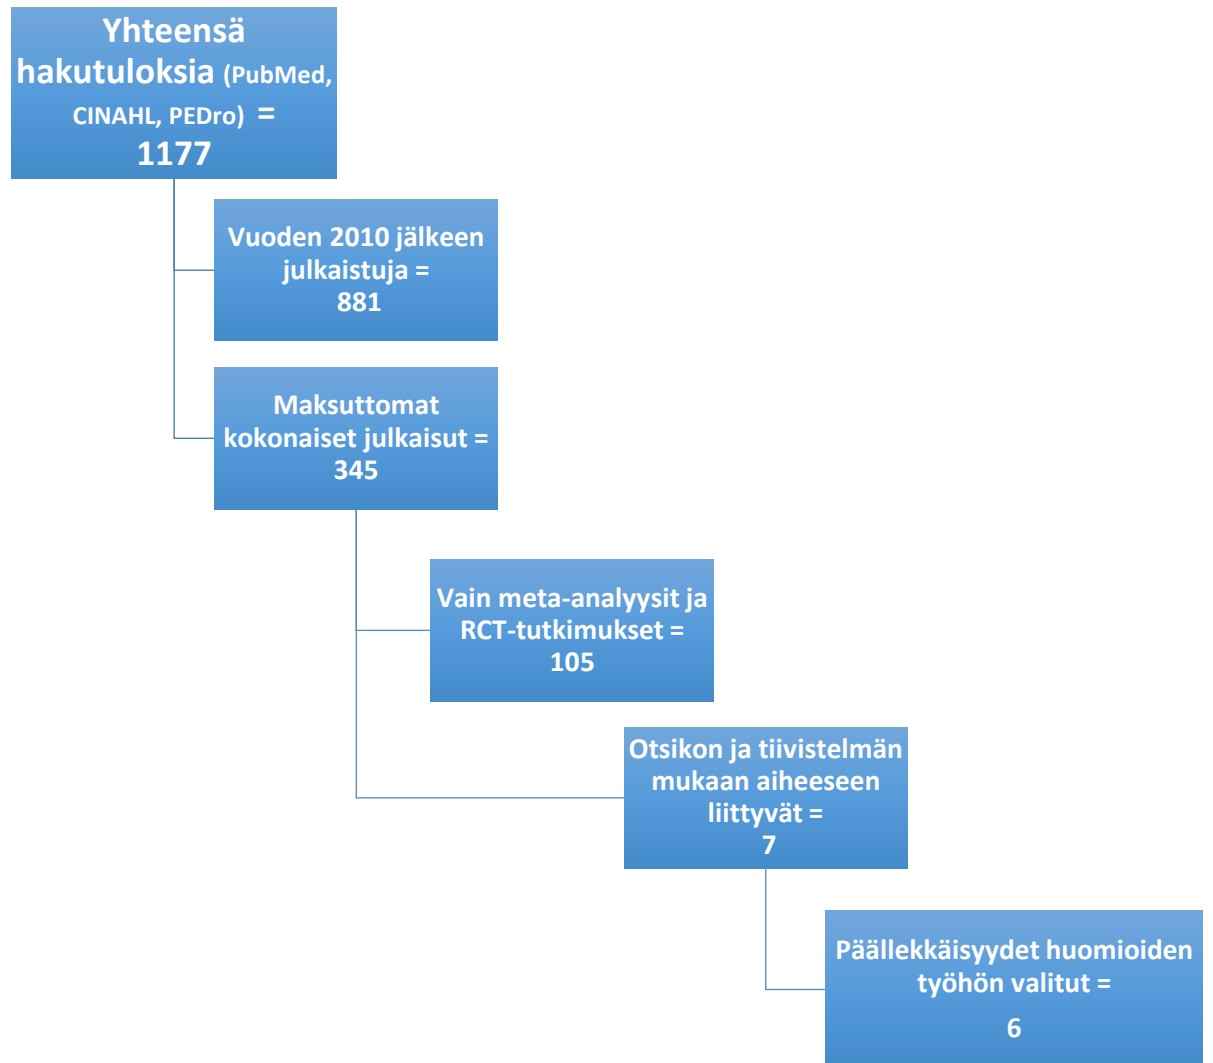 Yhteensä
hakutuloksia (PubMed,
CINAHL, PEDro) =
1177
Vuoden 2010 jälkeen
julkaistuja =
881
Maksuttomat
kokonaiset julkaisut =
345
Vain meta-analyysit ja
RCT-tutkimukset =
105
Otsikon ja tiivistelmän
mukaan aiheeseen
liittyvät =
7
Päällekkäisyydet huomioiden
työhön valitut =
6